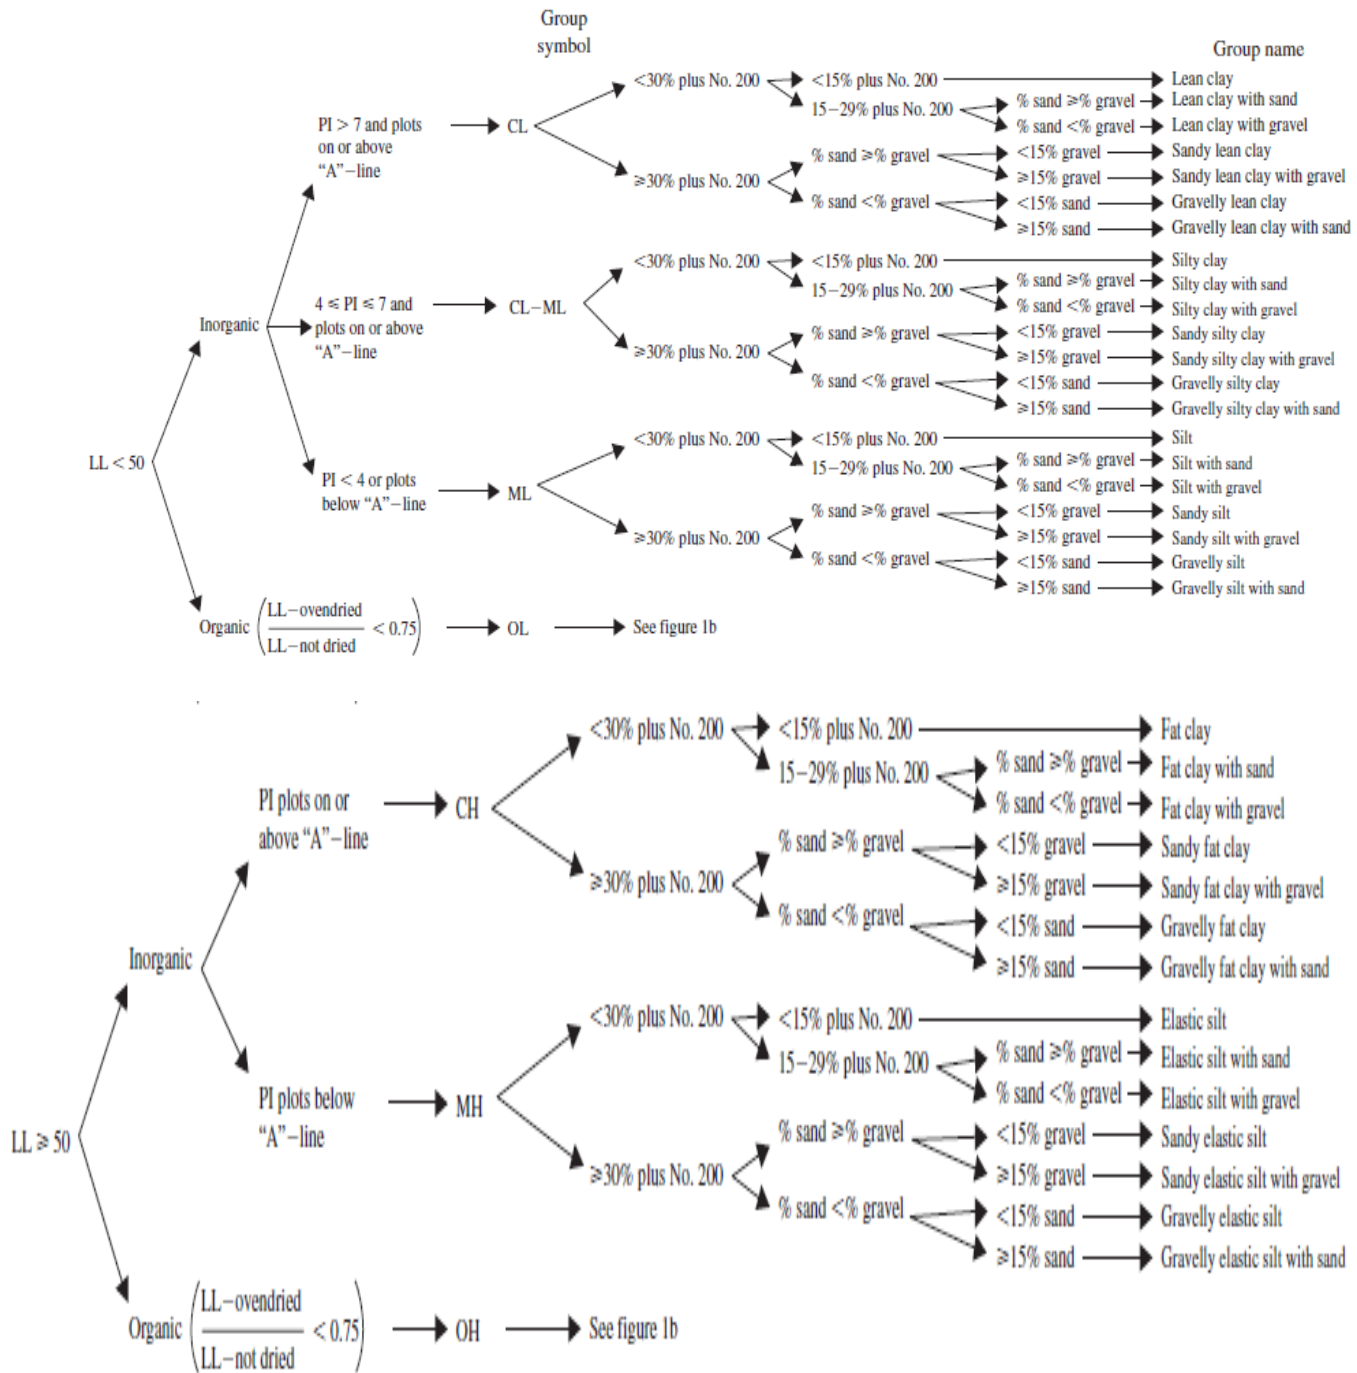 Group
symbol
Group name
<30% plus No. 200
<15% plus No. 200
Lean clay
15–29% plus No. 200
% sand ⩾% gravel
Lean clay with sand
% sand <% gravel
Lean clay with gravel
PI > 7 and plots
on or above
“A”–line
CL
⩾30% plus No. 200
% sand ⩾% gravel
<15% gravel
Sandy lean clay
⩾15% gravel
Sandy lean clay with gravel
% sand <% gravel
<15% sand
Gravelly lean clay
⩾15% sand
Gravelly lean clay with sand
<30% plus No. 200
<15% plus No. 200
Silty clay
15–29% plus No. 200
% sand ⩾% gravel
Silty clay with sand
% sand <% gravel
Silty clay with gravel
Inorganic
4 ⩽ PI ⩽ 7 and
plots on or above
“A”–line
CL–ML
⩾30% plus No. 200
% sand ⩾% gravel
<15% gravel
Sandy silty clay
⩾15% gravel
Sandy silty clay with gravel
% sand <% gravel
<15% sand
Gravelly silty clay
⩾15% sand
Gravelly silty clay with sand
LL < 50
<30% plus No. 200
<15% plus No. 200
Silt
15–29% plus No. 200
% sand ⩾% gravel
Silt with sand
% sand <% gravel
Silt with gravel
PI < 4 or plots
below “A”–line
ML
⩾30% plus No. 200
% sand ⩾% gravel
<15% gravel
Sandy silt
⩾15% gravel
Sandy silt with gravel
% sand <% gravel
<15% sand
Gravelly silt
⩾15% sand
Gravelly silt with sand
Organic (LL–ovendried
LL–not dried
< 0.75)
OL
See figure 1b
<30% plus No. 200
<15% plus No. 200
Fat clay
15–29% plus No. 200
% sand ⩾% gravel
Fat clay with sand
% sand <% gravel
Fat clay with gravel
PI plots on or
above “A”–line
CH
⩾30% plus No. 200
% sand ⩾% gravel
<15% gravel
Sandy fat clay
⩾15% gravel
Sandy fat clay with gravel
% sand <% gravel
<15% sand
Gravelly fat clay
⩾15% sand
Gravelly fat clay with sand
Inorganic
<30% plus No. 200
<15% plus No. 200
Elastic silt
15–29% plus No. 200
% sand ⩾% gravel
Elastic silt with sand
% sand <% gravel
Elastic silt with gravel
PI plots below
“A”–line
MH
LL ⩾ 50
⩾30% plus No. 200
% sand ⩾% gravel
<15% gravel
Sandy elastic silt
⩾15% gravel
Sandy elastic silt with gravel
% sand <% gravel
<15% sand
Gravelly elastic silt
⩾15% sand
Gravelly elastic silt with sand
Organic (LL–ovendried
LL–not dried
< 0.75)
OH
See figure 1b